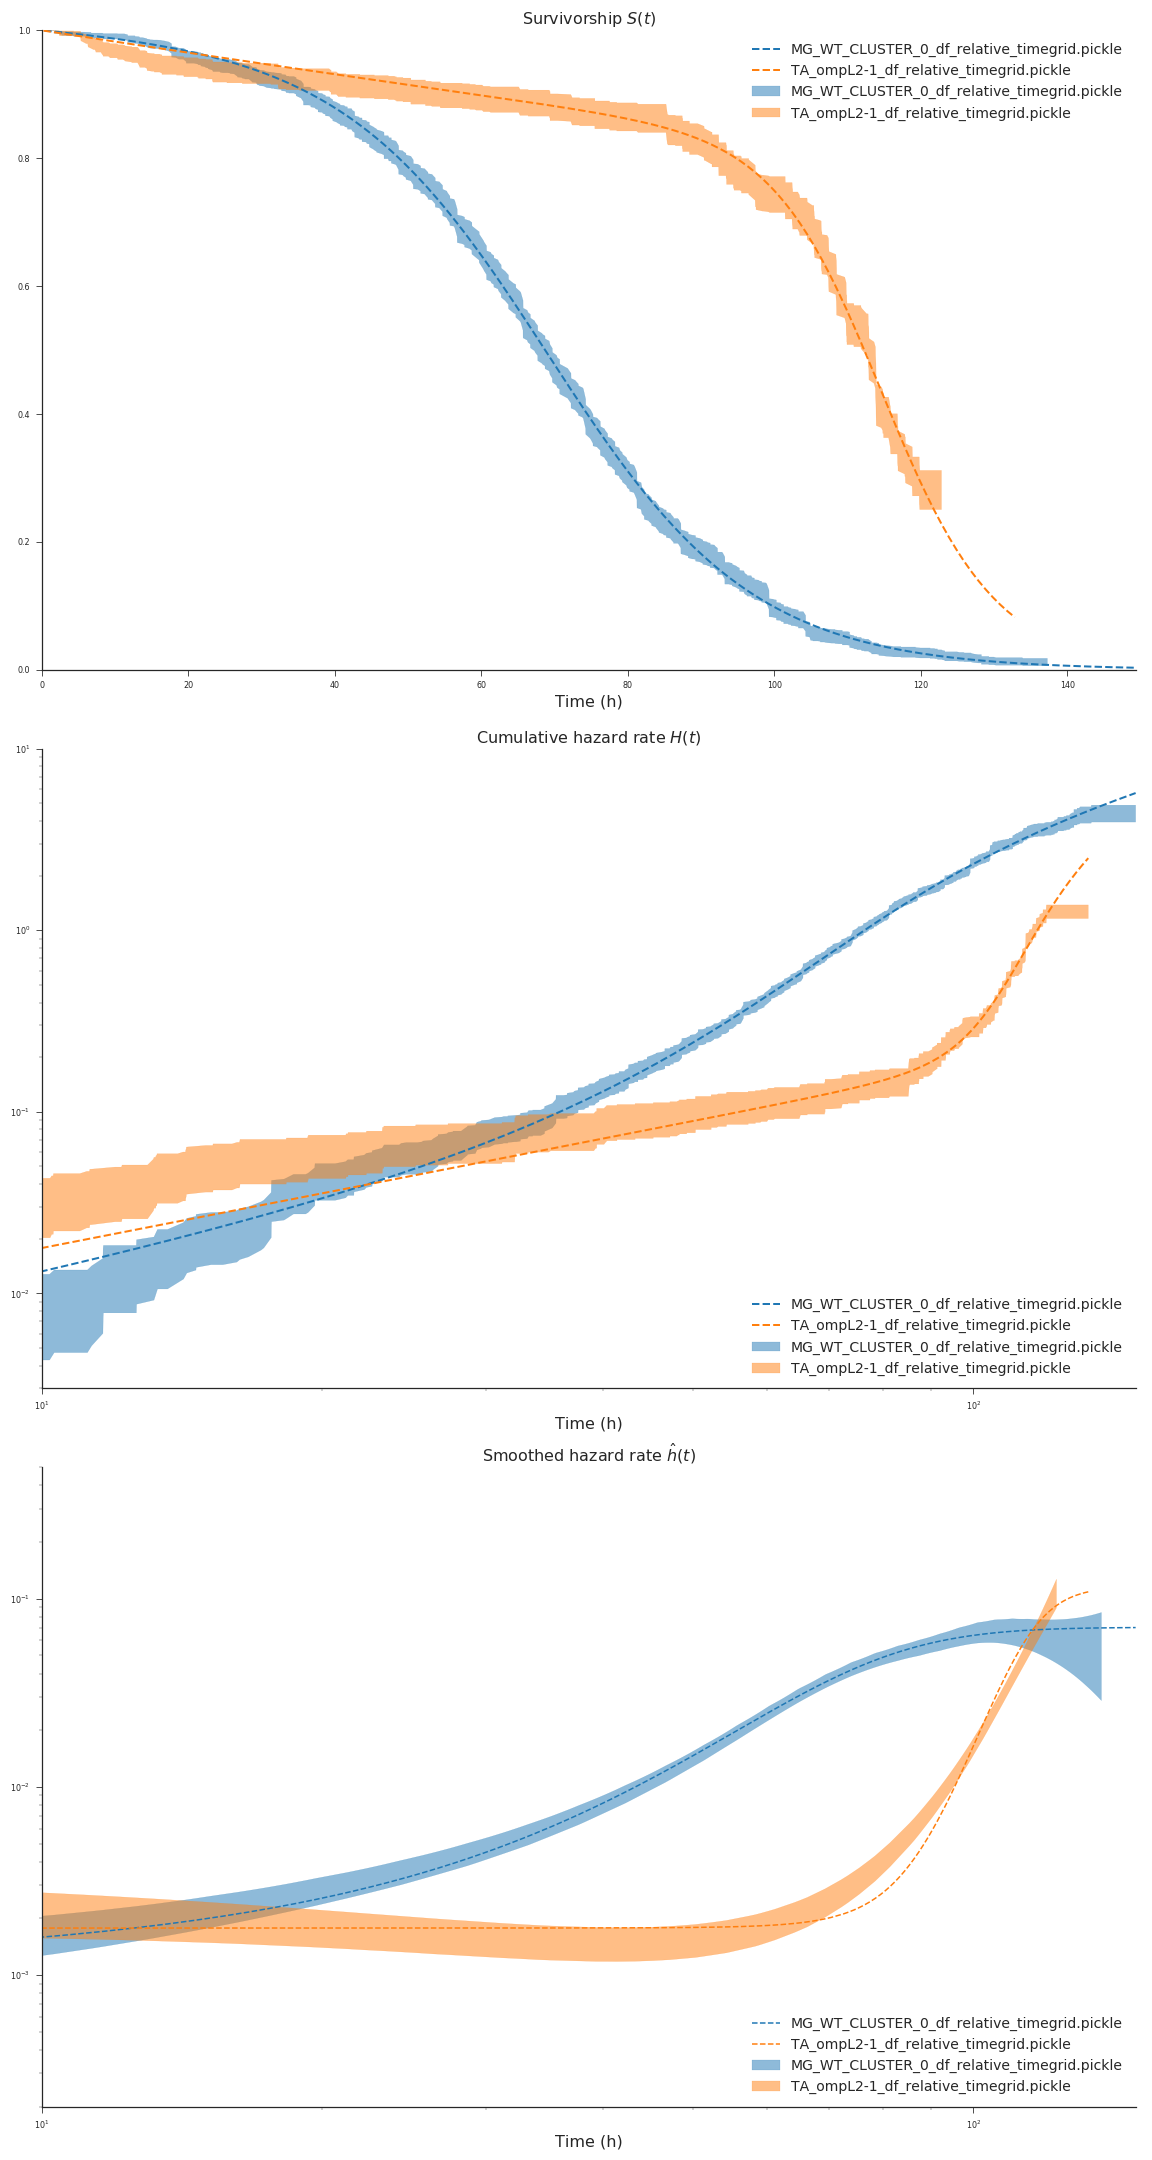 Survivorship S(t)
1.0
0.8
0.6
0.4
0.2
0.0
MG_WT_CLUSTER_0_df_relative_timegrid.pickle
TA_ompL2-1_df_relative_timegrid.pickle
MG_WT_CLUSTER_0_df_relative_timegrid.pickle
TA_ompL2-1_df_relative_timegrid.pickle
0 20 40 60 80 100 120 140
Time (h)
Cumulative hazard rate H(t)
10¹
10⁰
10⁻¹
10⁻²
MG_WT_CLUSTER_0_df_relative_timegrid.pickle
TA_ompL2-1_df_relative_timegrid.pickle
MG_WT_CLUSTER_0_df_relative_timegrid.pickle
TA_ompL2-1_df_relative_timegrid.pickle
10¹ 10²
Time (h)
Smoothed hazard rate ĥ(t)
10⁻¹
10⁻²
10⁻³
MG_WT_CLUSTER_0_df_relative_timegrid.pickle
TA_ompL2-1_df_relative_timegrid.pickle
MG_WT_CLUSTER_0_df_relative_timegrid.pickle
TA_ompL2-1_df_relative_timegrid.pickle
10¹ 10²
Time (h)